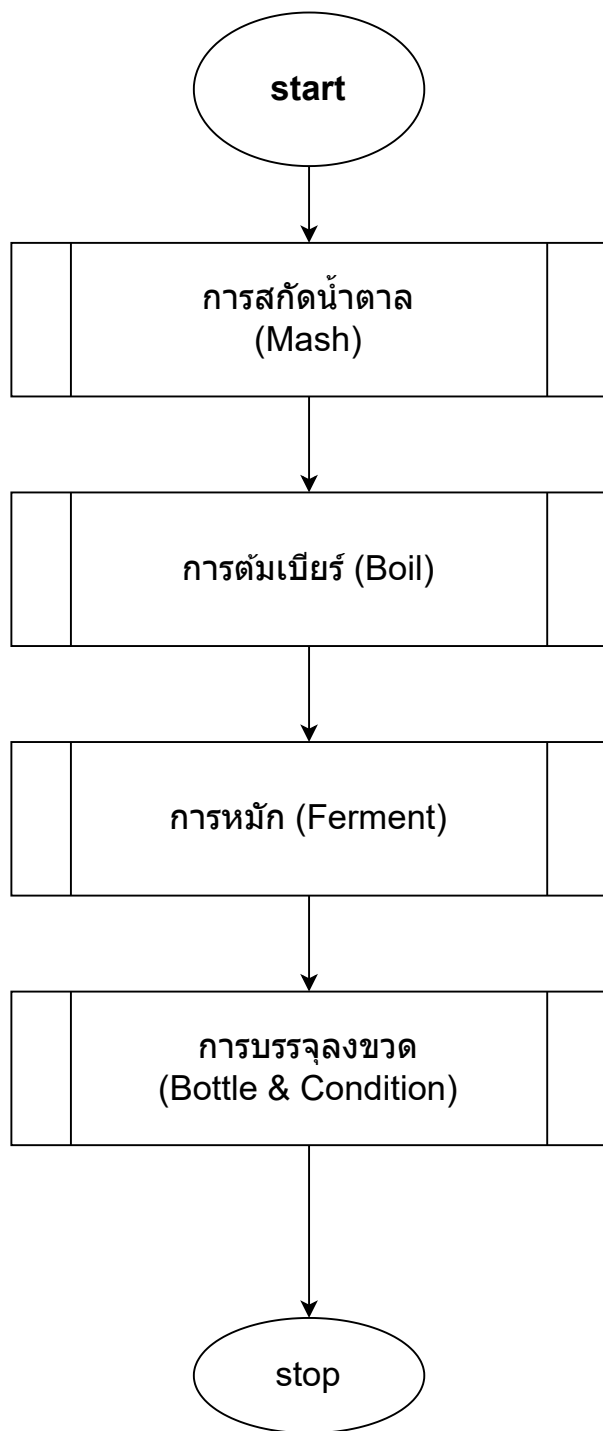 start
การสกัดน้ำตาล
(Mash)
การต้มเบียร์ (Boil)
การหมัก (Ferment)
การบรรจุลงขวด
(Bottle & Condition)
stop